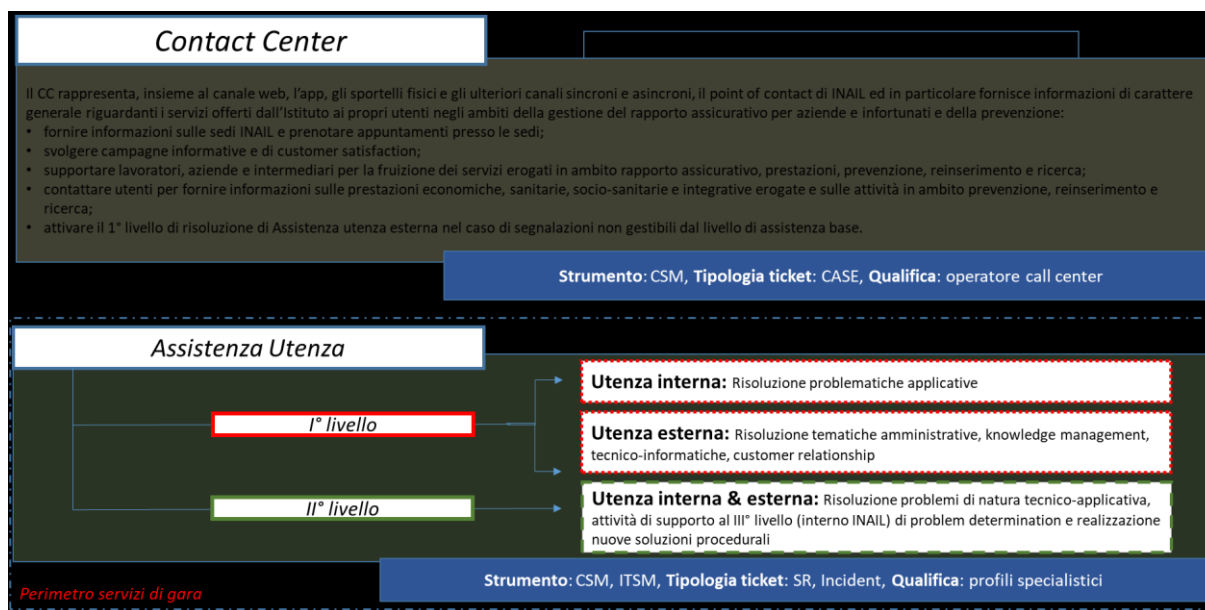 Contact Center
Il CC rappresenta, insieme al canale web, l'app, gli sportelli fisici e gli ulteriori canali sincroni e asincroni, il point of contact di INAIL ed in particolare fornisce informazioni di carattere
generale riguardanti i servizi offerti dall'Istituto ai propri utenti negli ambiti della gestione del rapporto assicurativo per aziende e infortunati e della prevenzione:
• fornire informazioni sulle sedi INAIL e prenotare appuntamenti presso le sedi;
• svolgere campagne informative e di customer satisfaction;
• supportare lavoratori, aziende e intermediari per la fruizione dei servizi erogati in ambito rapporto assicurativo, prestazioni, prevenzione, reinserimento e ricerca;
• contattare utenti per fornire informazioni sulle prestazioni economiche, sanitarie, socio-sanitarie e integrative erogate e sulle attività in ambito prevenzione, reinserimento e
ricerca;
• attivare il 1° livello di risoluzione di Assistenza utenza esterna nel caso di segnalazioni non gestibili dal livello di assistenza base.
Strumento: CSM, Tipologia ticket: CASE, Qualifica: operatore call center
Assistenza Utenza
I° livello
Utenza interna: Risoluzione problematiche applicative
Utenza esterna: Risoluzione tematiche amministrative, knowledge management,
tecnico-informatiche, customer relationship
II° livello
Utenza interna & esterna: Risoluzione problemi di natura tecnico-applicativa,
attività di supporto al III° livello (interno INAIL) di problem determination e realizzazione
nuove soluzioni procedurali
Strumento: CSM, ITSM, Tipologia ticket: SR, Incident, Qualifica: profili specialistici
Perimetro servizi di gara